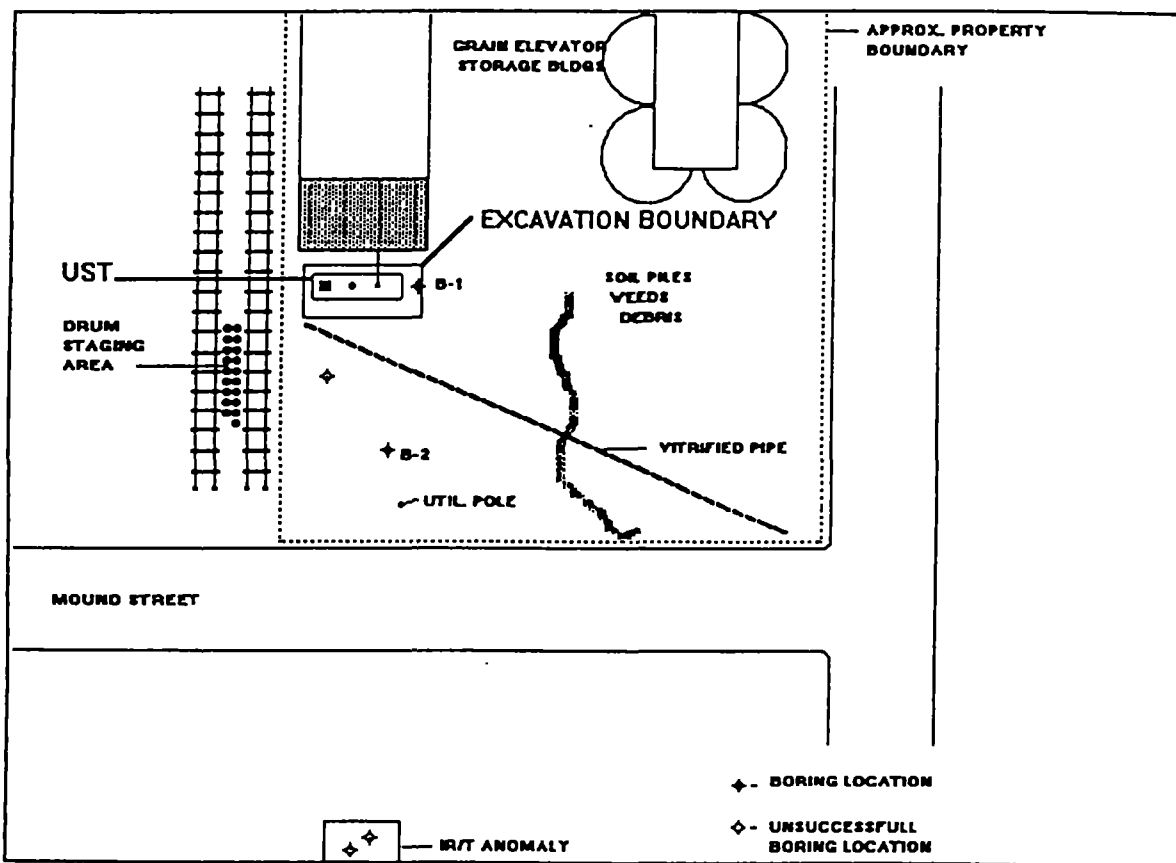 GRAIN ELEVATOR
STORAGE BLDGS
APPROX. PROPERTY
BOUNDARY
EXCAVATION BOUNDARY
UST
B-1
SOIL PILES
WEEDS
DEBRIS
DRUM
STAGING
AREA
B-2
VITRIFIED PIPE
UTIL. POLE
MOUND STREET
- BORING LOCATION
- UNSUCCESSFULL
BORING LOCATION
IR/T ANOMALY